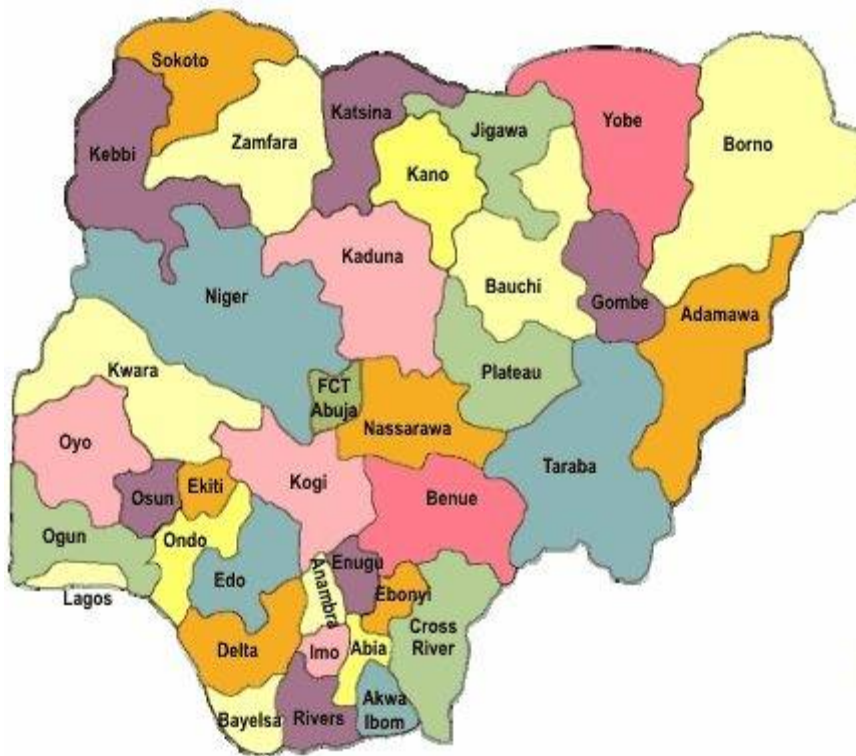 Sokoto
Katsina
Jigawa
Yobe
Borno
Kebbi
Zamfara
Kano
Kaduna
Bauchi
Gombe
Niger
Adamawa
Kwara
FCT
Abuja
Plateau
Nassarawa
Oyo
Taraba
Osun
Ekiti
Kogi
Benue
Ogun
Ondo
Edo
Anambra
Enugu
Ebonyi
Lagos
Cross
River
Delta
Imo
Abia
Bayelsa
Rivers
Akwa
Ibom